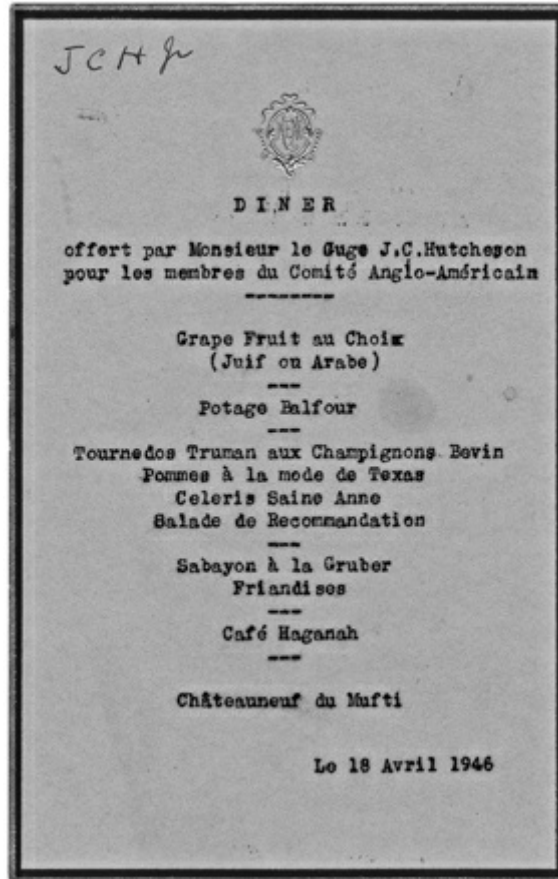 J C H Jr
DINER
offert par Monsieur le Guge J.C.Hutcheson
pour les membres du Comité Anglo-Américain
--------
Grape Fruit au Choix
(Juif ou Arabe)
---
Potage Balfour
---
Tournedos Truman aux Champignons Bevin
Pommes à la mode de Texas
Celeris Saine Anne
Salade de Recommandation
---
Sabayon à la Gruber
Friandises
---
Café Haganah
---
Châteauneuf du Mufti
Le 18 Avril 1946